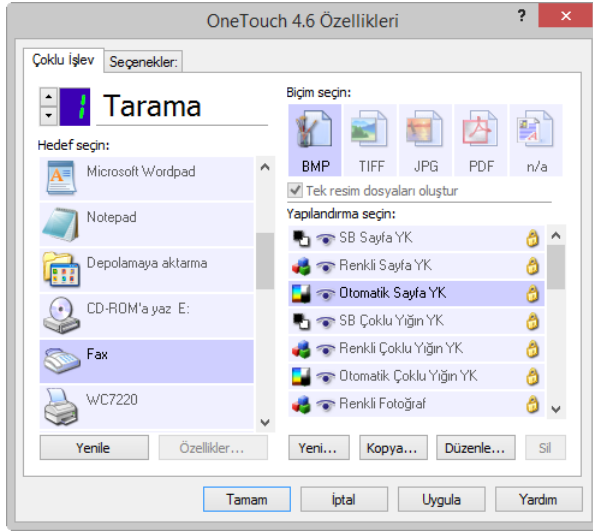 OneTouch 4.6 Özellikleri
?
Çoklu İşlev
Seçenekler:
1
Tarama
Hedef seçin:
Microsoft Wordpad
Notepad
Depolamaya aktarma
CD-ROM'a yaz E:
Fax
WC7220
Yenile
Özellikler...
Biçim seçin:
BMP
TIFF
JPG
PDF
n/a
Tek resim dosyaları oluştur
Yapılandırma seçin:
SB Sayfa YK
Renkli Sayfa YK
Otomatik Sayfa YK
SB Çoklu Yığın YK
Renkli Çoklu Yığın YK
Otomatik Çoklu Yığın YK
Renkli Fotoğraf
Yeni...
Kopya...
Düzenle...
Sil
Tamam
İptal
Uygula
Yardım